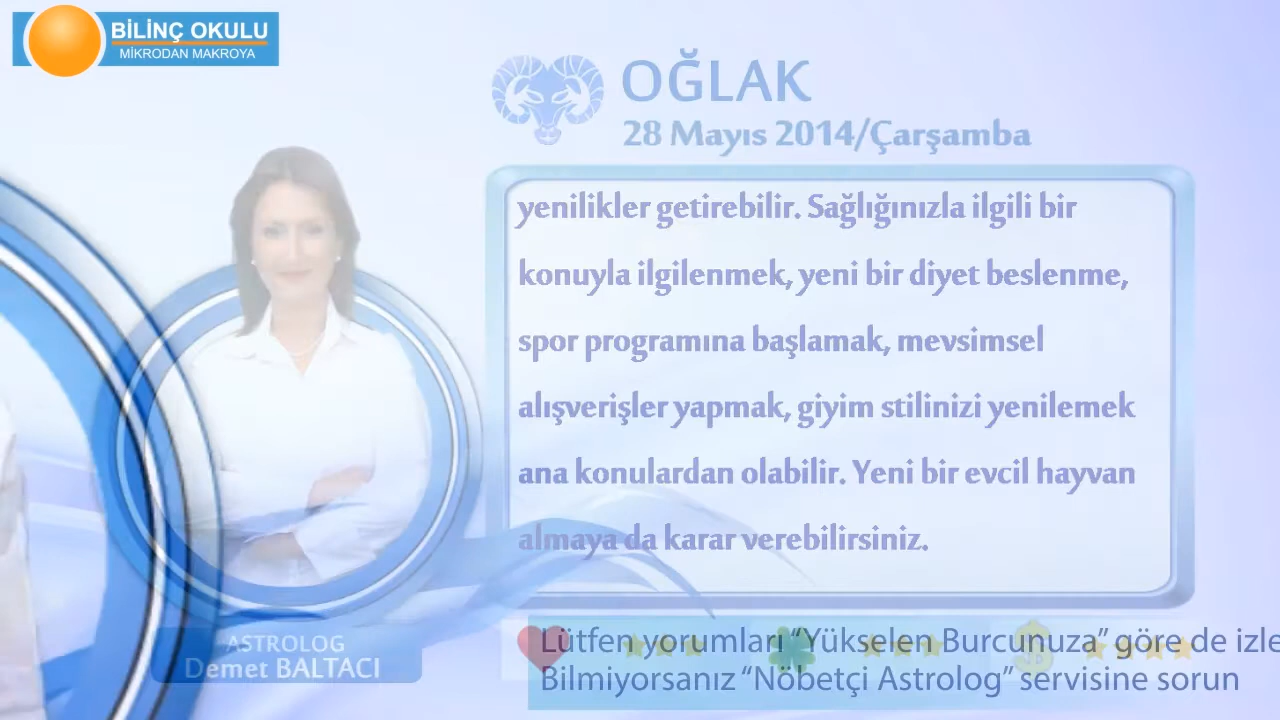 BİLİNÇ OKULU
MİKRODAN MAKROYA
OĞLAK
28 Mayıs 2014/Çarşamba
yenilikler getirebilir. Sağlığınızla ilgili bir
konuyla ilgilenmek, yeni bir diyet beslenme,
spor programına başlamak, mevsimsel
alışverişler yapmak, giyim stilinizi yenilemek
ana konulardan olabilir. Yeni bir evcil hayvan
almaya da karar verebilirsiniz.
ASTROLOG
Demet BALTACI
Lütfen yorumları “Yükselen Burcunuza” göre de izle
Bilmiyorsanız “Nöbetçi Astrolog” servisine sorun